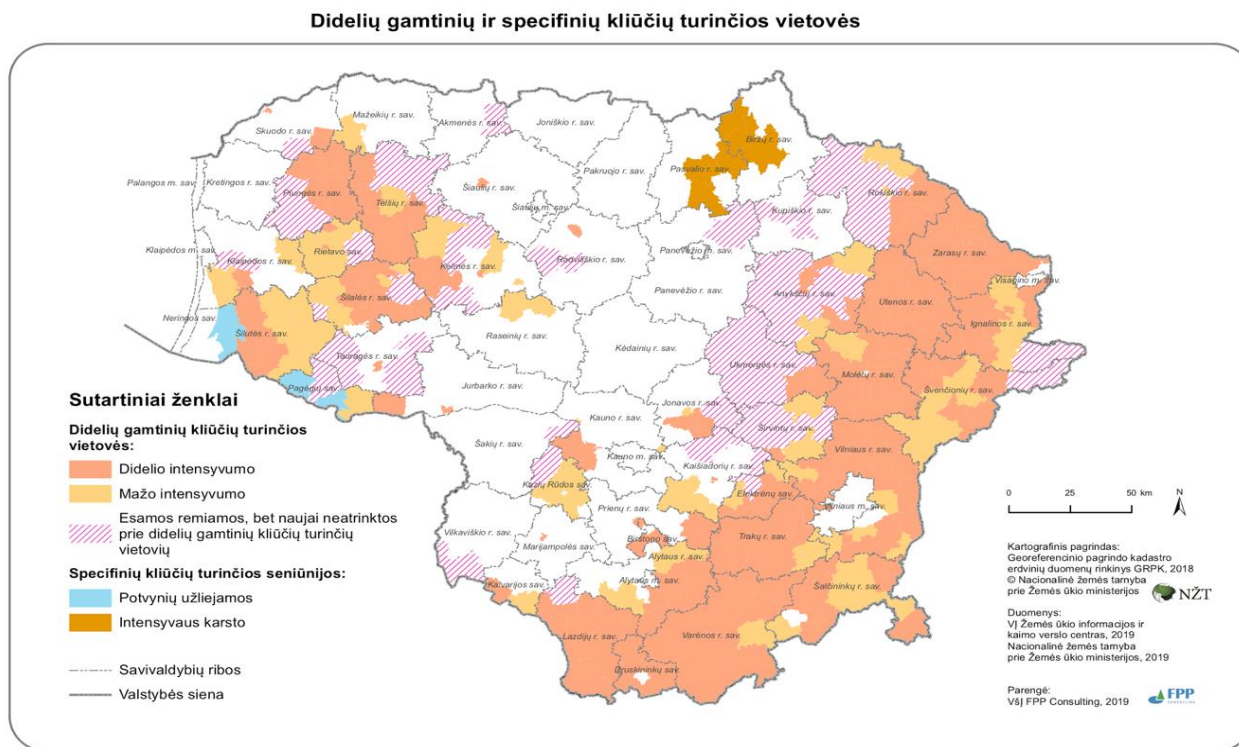 Didelių gamtinių ir specifinių kliūčių turinčios vietovės
Skuodo r. sav.
Mažeikių r. sav.
Akmenės r. sav.
Joniškio r. sav.
Biržų r. sav.
Palangos m. sav.
Kretingos r. sav.
Plungės r. sav.
Telšių r. sav.
Šiaulių r. sav.
Šiaulių m. sav.
Pakruojo r. sav.
Pasvalio r. sav.
Rokiškio r. sav.
Kupiškio r. sav.
Klaipėdos m. sav.
Klaipėdos r. sav.
Rietavo sav.
Kelmės r. sav.
Radviliškio r. sav.
Panevėžio m. sav.
Panevėžio r. sav.
Anykščių r. sav.
Utenos r. sav.
Zarasų r. sav.
Visagino m. sav.
Ignalinos r. sav.
Neringos sav.
Šilutės r. sav.
Šilalės r. sav.
Tauragės r. sav.
Raseinių r. sav.
Kėdainių r. sav.
Ukmergės r. sav.
Molėtų r. sav.
Švenčionių r. sav.
Pagėgių sav.
Jurbarko r. sav.
Jonavos r. sav.
Kauno r. sav.
Širvintų r. sav.
Šakių r. sav.
Kauno m. sav.
Kaišiadorių r. sav.
Vilniaus r. sav.
Kazlų Rūdos sav.
Elektrėnų sav.
Prienų r. sav.
Vilniaus m. sav.
Vilkaviškio r. sav.
Marijampolės sav.
Birštono sav.
Trakų r. sav.
Alytaus r. sav.
Alytaus m. sav.
Kalvarijos sav.
Šalčininkų r. sav.
Lazdijų r. sav.
Varėnos r. sav.
Druskininkų sav.
Sutartiniai ženklai
Didelių gamtinių kliūčių turinčios
vietovės:
Didelio intensyvumo
Mažo intensyvumo
Esamos remiamos, bet naujai neatrinktos
prie didelių gamtinių kliūčių turinčių
vietovių
Specifinių kliūčių turinčios seniūnijos:
Potvynių užliejamos
Intensyvaus karsto
Savivaldybių ribos
Valstybės siena
0 25 50 km
N
Kartografinis pagrindas:
Georeferencinio pagrindo kadastro
erdvinių duomenų rinkinys GRPK, 2018
© Nacionalinė žemės tarnyba
prie Žemės ūkio ministerijos
NŽT
Duomenys:
VĮ Žemės ūkio informacijos ir
kaimo verslo centras, 2019
Nacionalinė žemės tarnyba
prie Žemės ūkio ministerijos, 2019
Parengė:
VšĮ FPP Consulting, 2019
FPP
CONSULTING